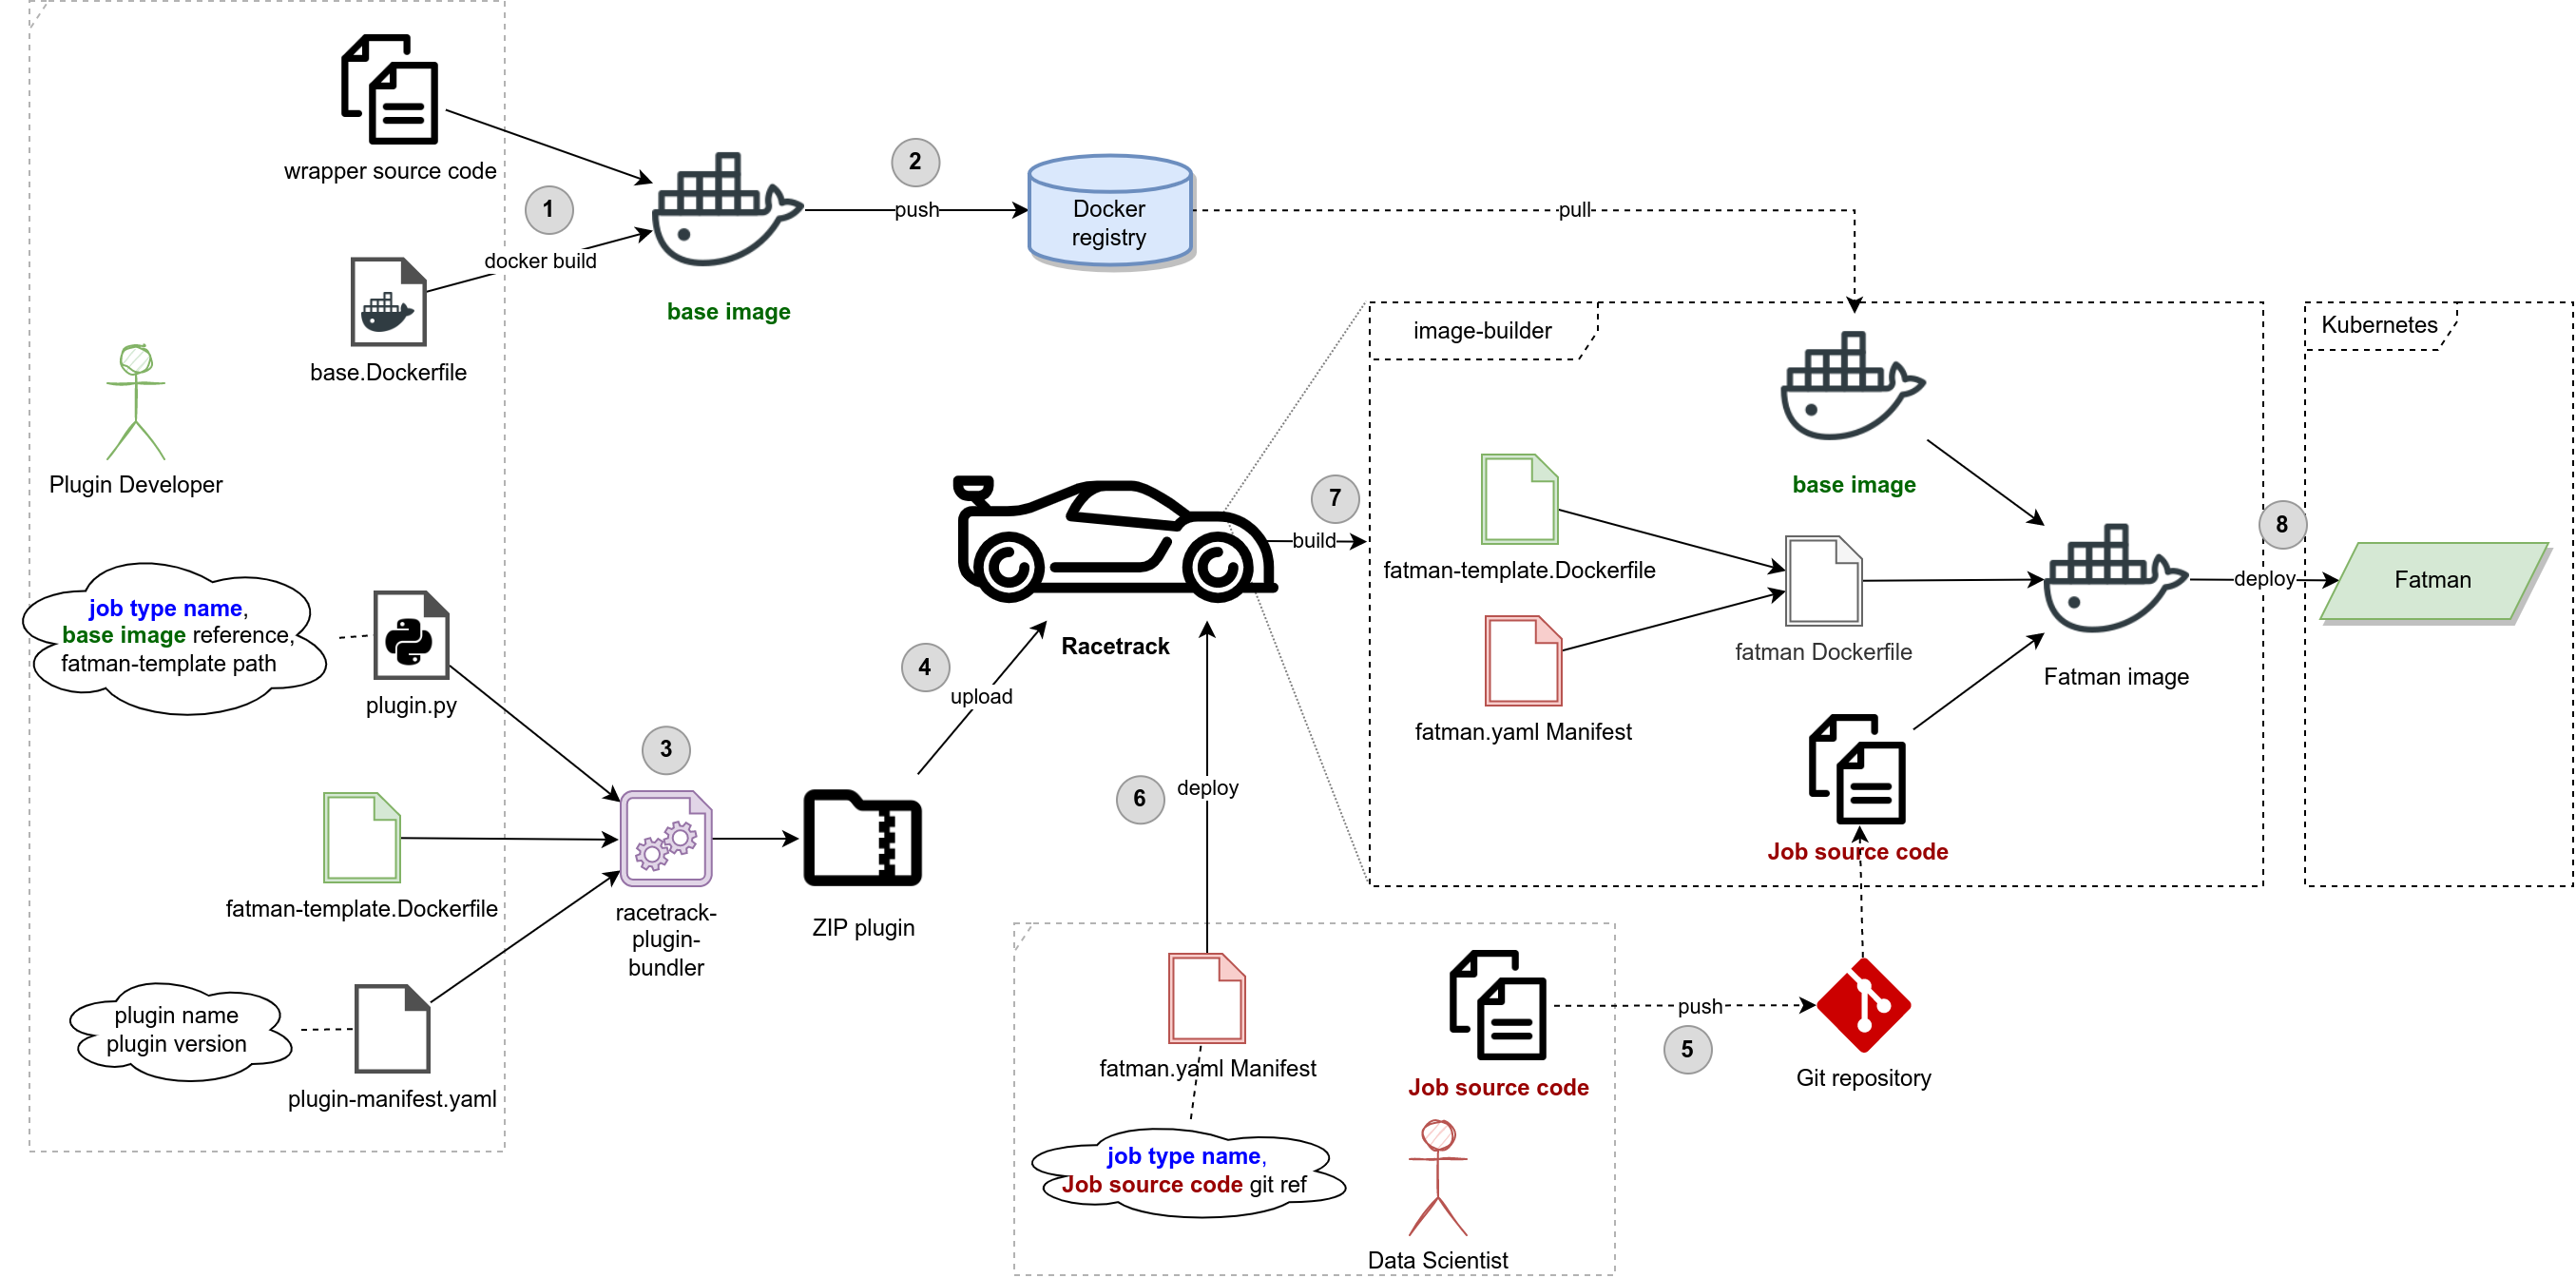 wrapper source code
1
docker build
base.Dockerfile
base image
2
push
Docker
registry
pull
Plugin Developer
job type name,
base image reference,
fatman-template path
plugin.py
fatman-template.Dockerfile
plugin name
plugin version
plugin-manifest.yaml
3
racetrack-
plugin-
bundler
ZIP plugin
4
upload
Racetrack
6
deploy
7
build
image-builder
base image
fatman-template.Dockerfile
fatman.yaml Manifest
fatman Dockerfile
Fatman image
Job source code
8
deploy
Kubernetes
Fatman
fatman.yaml Manifest
job type name,
Job source code git ref
Job source code
Data Scientist
push
5
Git repository